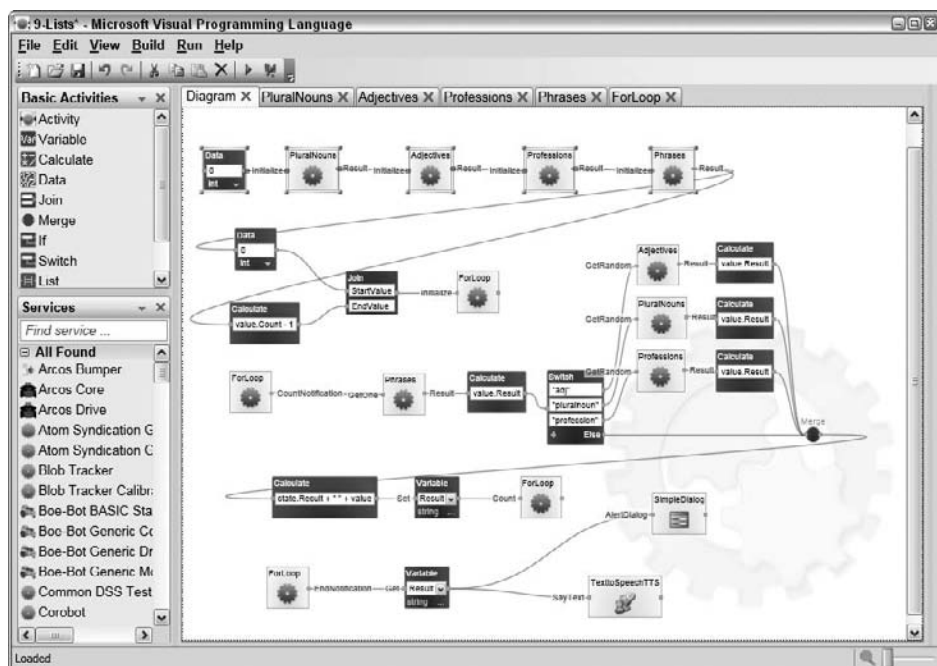 9-Lists* - Microsoft Visual Programming Language
File Edit View Build Run Help
Basic Activities
Activity
Variable
Calculate
Data
Join
Merge
If
Switch
List
Services
Find service ...
All Found
Arcos Bumper
Arcos Core
Arcos Drive
Atom Syndication G
Atom Syndication C
Blob Tracker
Blob Tracker Calibr
Boe-Bot BASIC Sta
Boe-Bot Generic Co
Boe-Bot Generic Dr
Boe-Bot Generic Mo
Common DSS Test
Corobot
Loaded
Diagram PluralNouns Adjectives Professions Phrases ForLoop
Data PluralNouns Adjectives Professions Phrases
0 Initialize Result Initialize Result Initialize Result Initialize Result
int
Data
0
int
Join
StartValue
EndValue
Initialize
ForLoop
Calculate
value.Count - 1
GetRandom
Adjectives
Result
Calculate
value.Result
GetRandom
PluralNouns
Result
Calculate
value.Result
GetRandom
Professions
Result
Calculate
value.Result
ForLoop
CountNotification
GetOne
Phrases
Result
Calculate
value.Result
Switch
"adj"
"pluralnoun"
"profession"
+ Else
Merge
Calculate
state.Result + " " + value
Set
Variable
Result
string ...
Count
ForLoop
AlertDialog
SimpleDialog
ForLoop
EndNotification
Get
Variable
Result
string ...
SayText
TexttoSpeechTTS